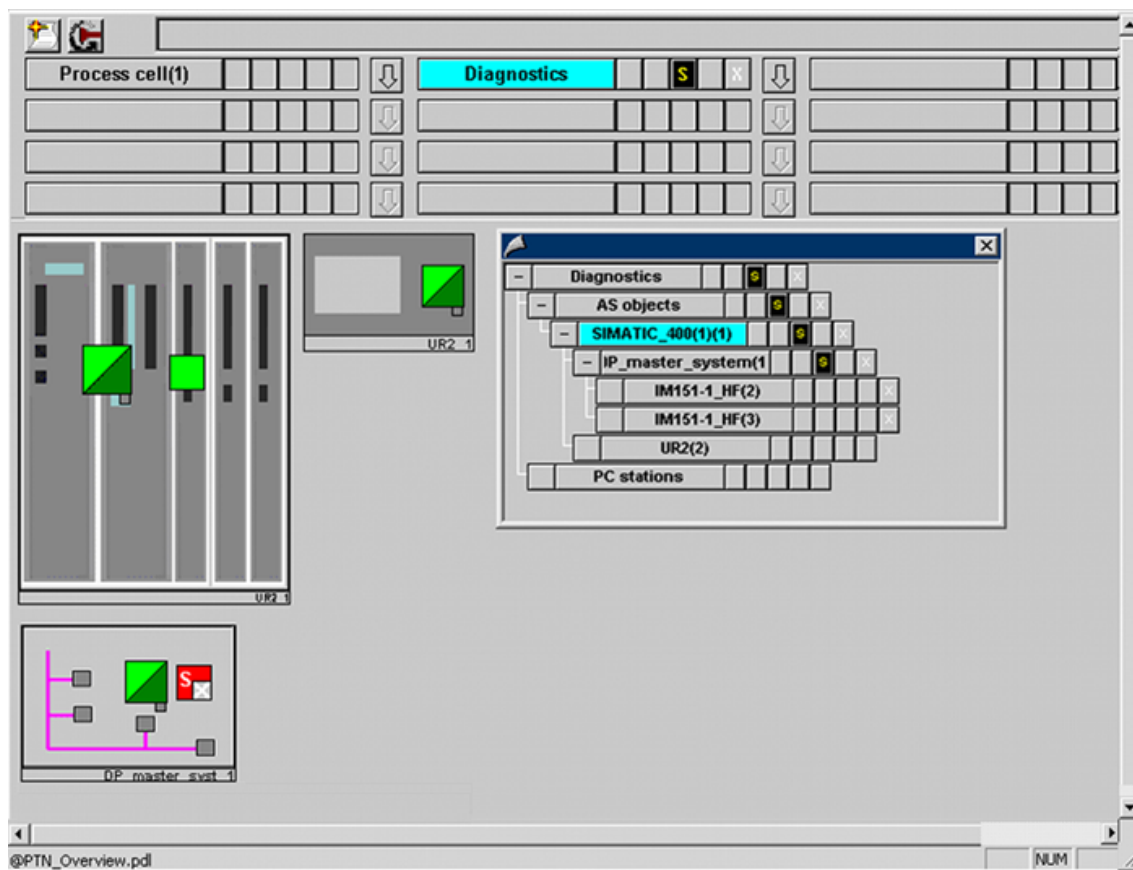 Process cell(1)
Diagnostics
S
X
Diagnostics
S
X
AS objects
S
X
SIMATIC_400(1)(1)
S
X
IP_master_system(1
S
X
IM151-1_HF(2)
X
IM151-1_HF(3)
X
UR2(2)
PC stations
UR2_1
UR2_1
S
X
DP_master_syst_1
@PTN_Overview.pdl
NUM